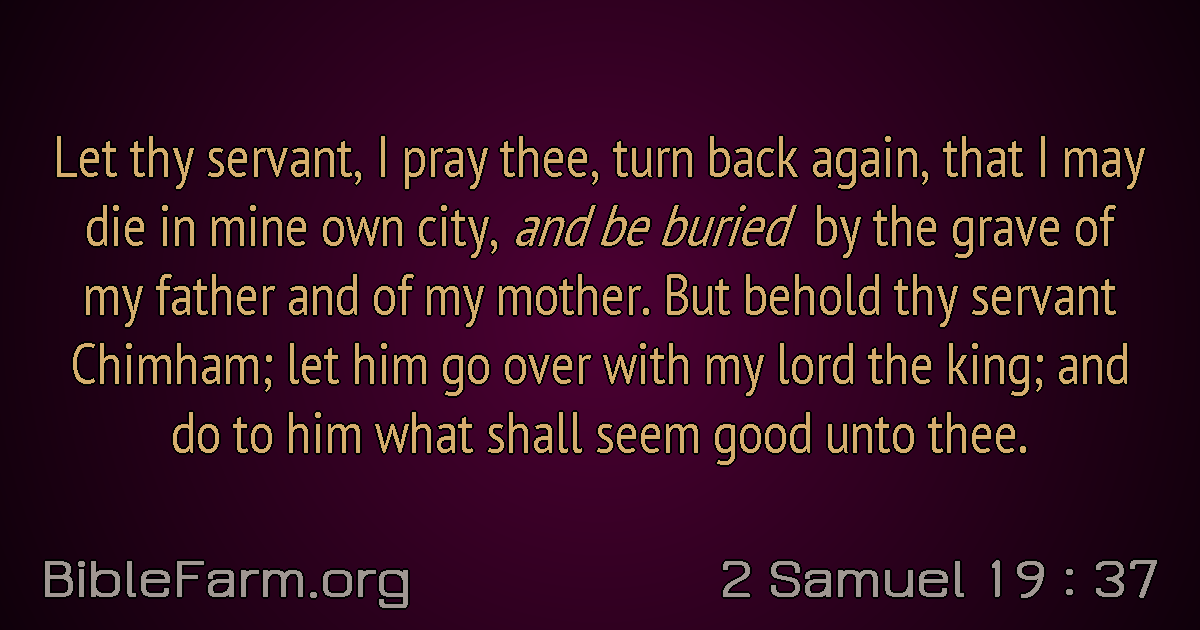 Let thy servant, I pray thee, turn back again, that I may
die in mine own city, and be buried by the grave of
my father and of my mother. But behold thy servant
Chimham; let him go over with my lord the king; and
do to him what shall seem good unto thee.
BibleFarm.org
2 Samuel 19 : 37